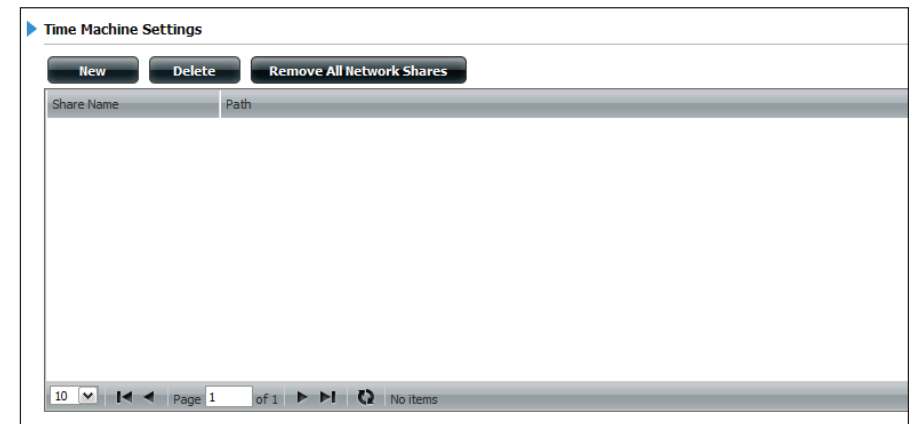 Time Machine Settings
New Delete Remove All Network Shares
Share Name Path
10 Page 1 of 1 No items